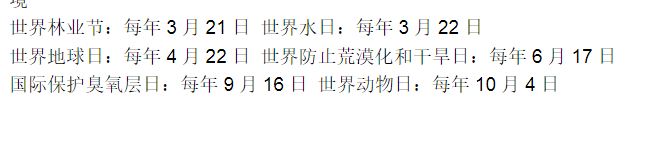 境
世界林业节：每年 3 月 21 日 世界水日：每年 3 月 22 日
世界地球日：每年 4 月 22 日 世界防止荒漠化和干旱日：每年 6 月 17 日
国际保护臭氧层日：每年 9 月 16 日 世界动物日：每年 10 月 4 日